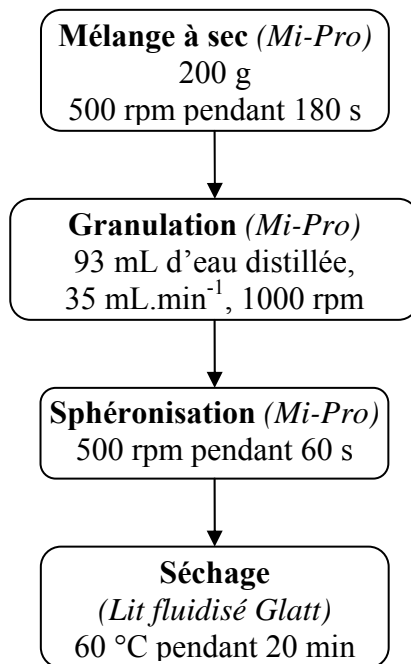 Mélange à sec (Mi-Pro)
200 g
500 rpm pendant 180 s
Granulation (Mi-Pro)
93 mL d'eau distillée,
35 mL.min⁻¹, 1000 rpm
Sphéronisation (Mi-Pro)
500 rpm pendant 60 s
Séchage
(Lit fluidisé Glatt)
60 °C pendant 20 min